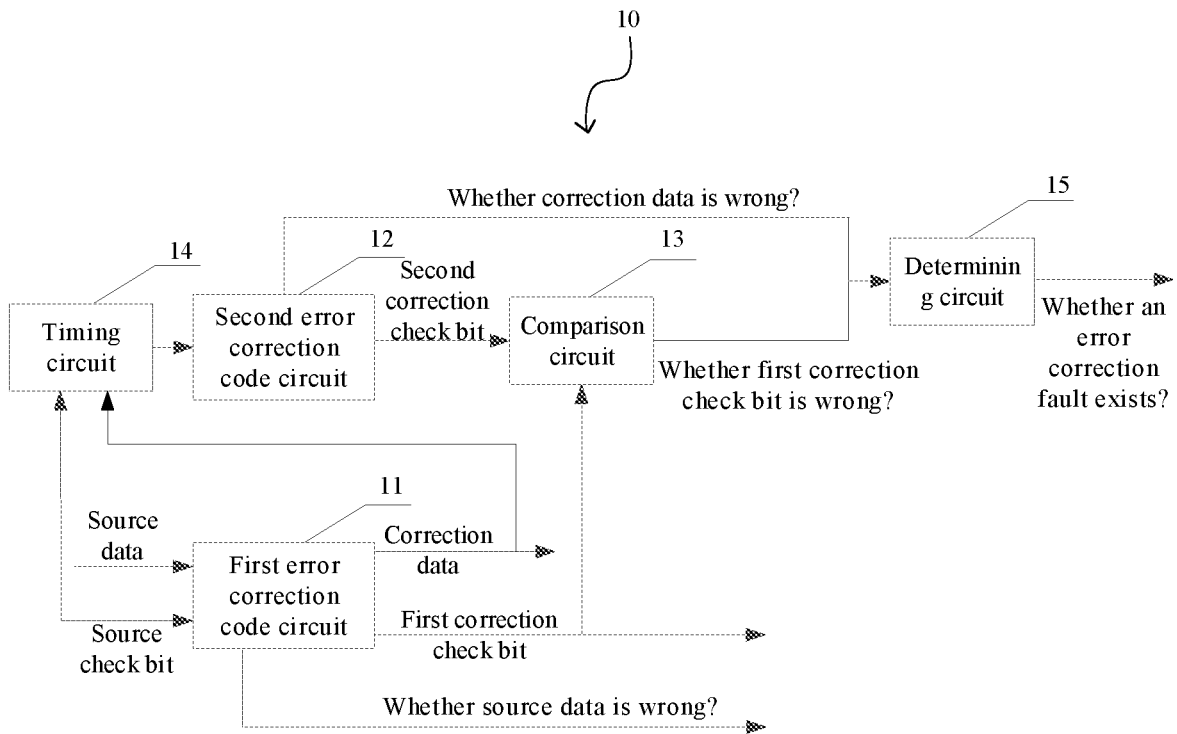 10
Whether correction data is wrong?
15
14
12
13
Second
correction
check bit
Determinin
g circuit
Timing
circuit
Second error
correction
code circuit
Comparison
circuit
Whether an
error
correction
fault exists?
Whether first correction
check bit is wrong?
11
Source
data
Correction
data
First error
correction
code circuit
Source
check bit
First correction
check bit
Whether source data is wrong?